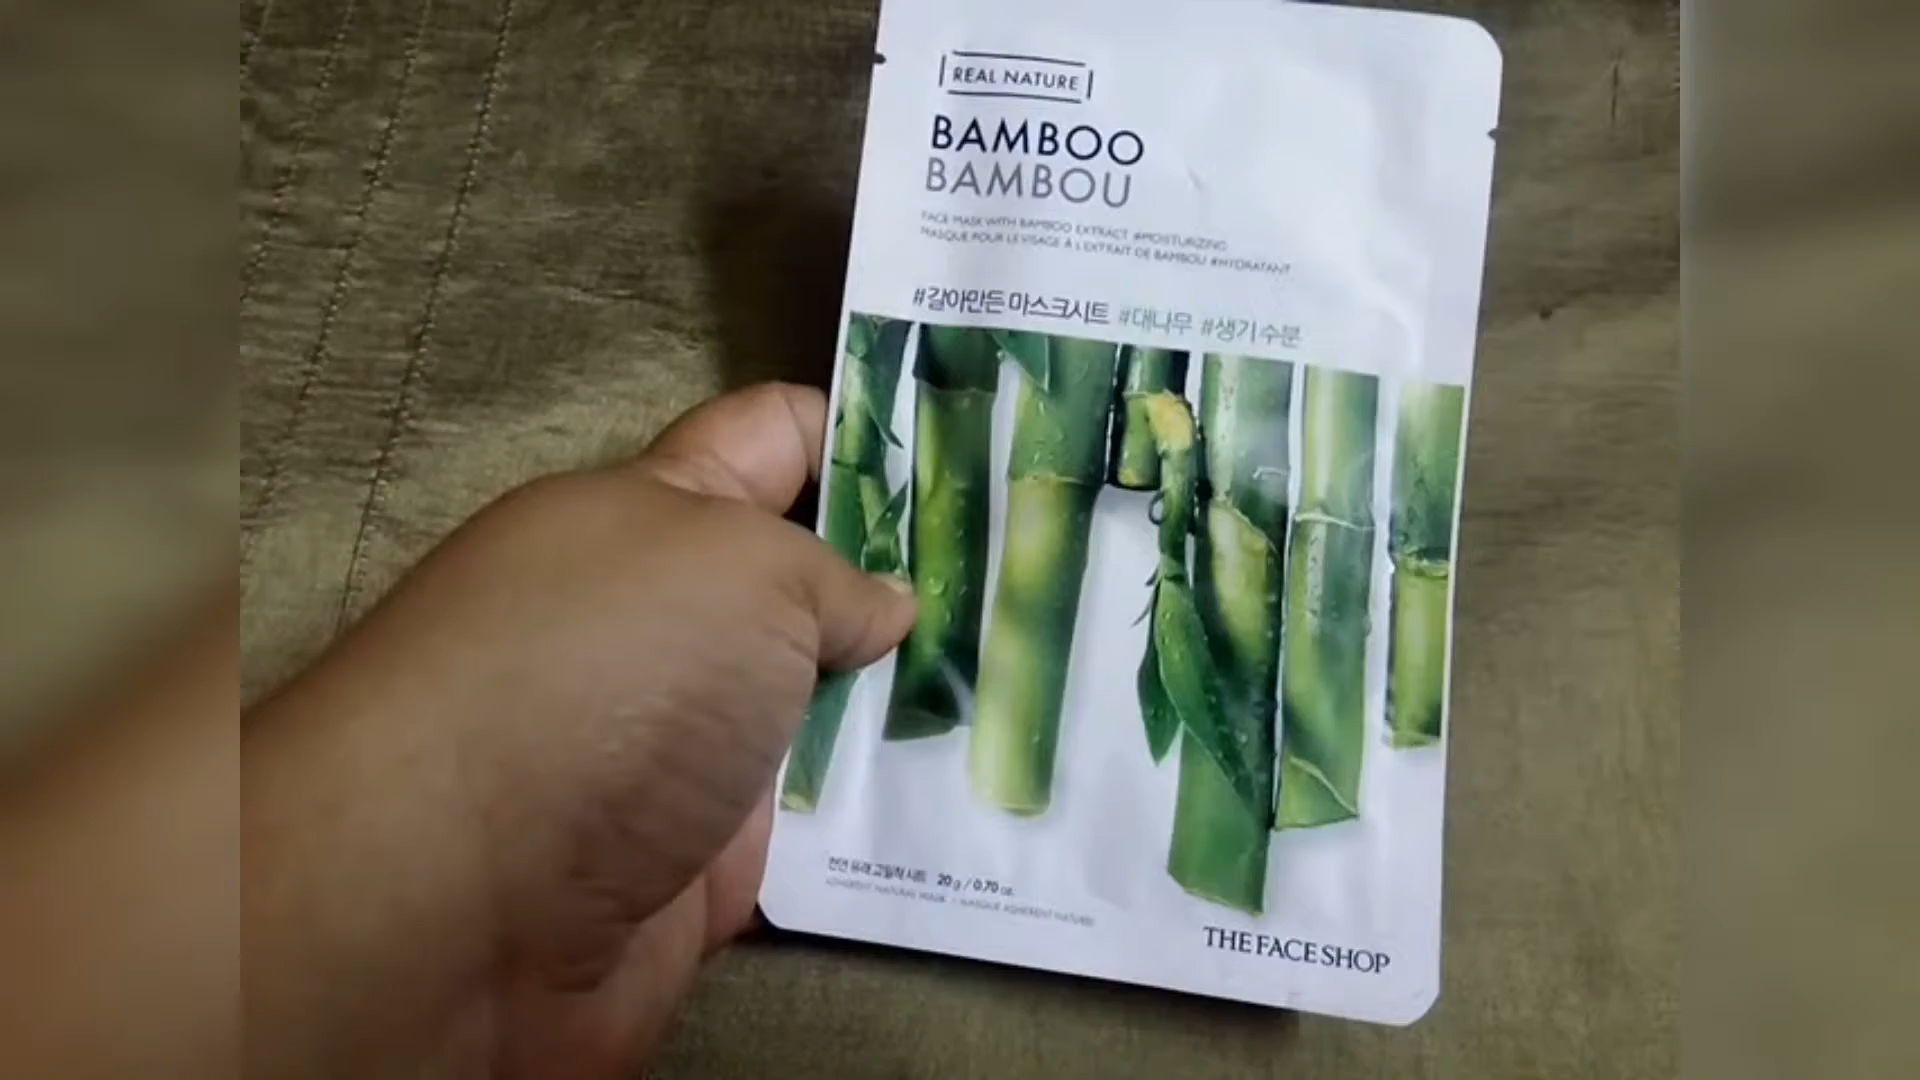 REAL NATURE
BAMBOO
BAMBOU
FACE MASK WITH BAMBOO EXTRACT #MOISTURIZING
MASQUE POUR LE VISAGE À L'EXTRAIT DE BAMBOU #HYDRATANT
#갈아만든 마스크시트 #대나무 #생기 수분
천연 유래 고밀착 시트 20 g / 0.70 oz.
ADHERENT NATURAL MASK - MASQUE ADHÉRENT NATUREL
THE FACE SHOP